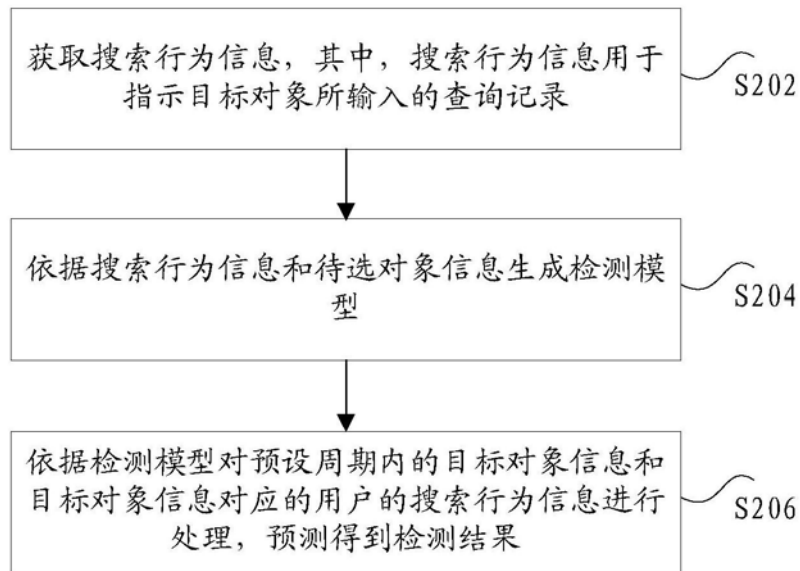 获取搜索行为信息，其中，搜索行为信息用于
指示目标对象所输入的查询记录
S202
依据搜索行为信息和待选对象信息生成检测模
型
S204
依据检测模型对预设周期内的目标对象信息和
目标对象信息对应的用户的搜索行为信息进行
处理，预测得到检测结果
S206